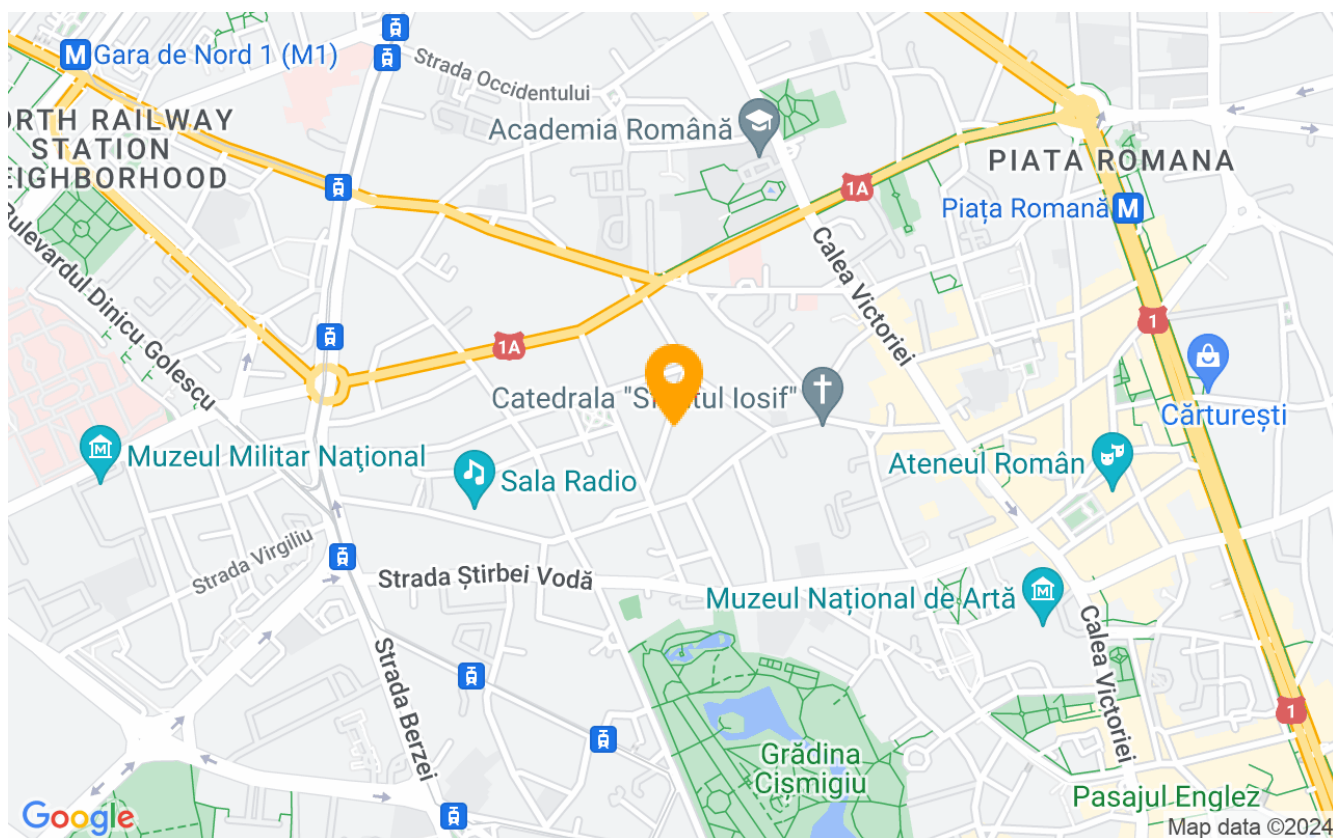 Gara de Nord 1 (M1)
Strada Occidentului
Academia Română
ORTH RAILWAY
STATION
EIGHBORHOOD
PIATA ROMANA
1A
Piața Romană
Bulevardul Dinicu Golescu
Calea Victoriei
1
1A
Catedrala "Sf tul Iosif"
Cărturești
Muzeul Militar Naţional
Ateneul Român
Sala Radio
Strada Virgiliu
Strada Știrbei Vodă
Muzeul Național de Artă
Calea Victoriei
Strada Berzei
1
Grădina
Cișmigiu
Pasajul Englez
Google
Map data ©2024